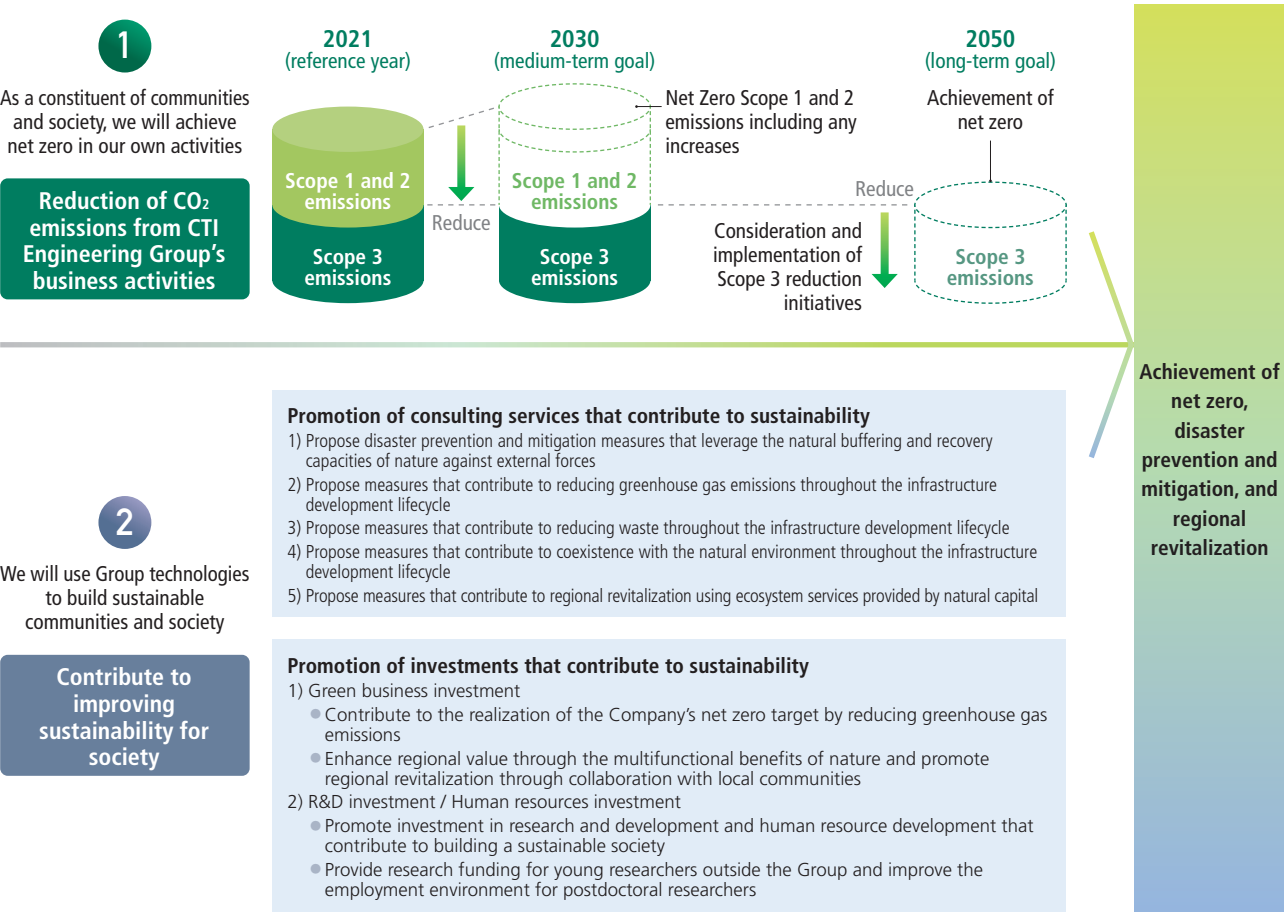 1
As a constituent of communities
and society, we will achieve
net zero in our own activities
Reduction of CO₂
emissions from CTI
Engineering Group’s
business activities
2021
(reference year)
Scope 1 and 2
emissions
Scope 3
emissions
Reduce
2030
(medium-term goal)
Scope 1 and 2
emissions
Scope 3
emissions
Net Zero Scope 1 and 2
emissions including any
increases
Consideration and
implementation of
Scope 3 reduction
initiatives
Reduce
2050
(long-term goal)
Achievement of
net zero
Scope 3
emissions
2
We will use Group technologies
to build sustainable
communities and society
Contribute to
improving
sustainability for
society
Promotion of consulting services that contribute to sustainability
1) Propose disaster prevention and mitigation measures that leverage the natural buffering and recovery
capacities of nature against external forces
2) Propose measures that contribute to reducing greenhouse gas emissions throughout the infrastructure
development lifecycle
3) Propose measures that contribute to reducing waste throughout the infrastructure development lifecycle
4) Propose measures that contribute to coexistence with the natural environment throughout the infrastructure
development lifecycle
5) Propose measures that contribute to regional revitalization using ecosystem services provided by natural capital
Promotion of investments that contribute to sustainability
1) Green business investment
● Contribute to the realization of the Company’s net zero target by reducing greenhouse gas
emissions
● Enhance regional value through the multifunctional benefits of nature and promote
regional revitalization through collaboration with local communities
2) R&D investment / Human resources investment
● Promote investment in research and development and human resource development that
contribute to building a sustainable society
● Provide research funding for young researchers outside the Group and improve the
employment environment for postdoctoral researchers
Achievement of
net zero,
disaster
prevention and
mitigation, and
regional
revitalization